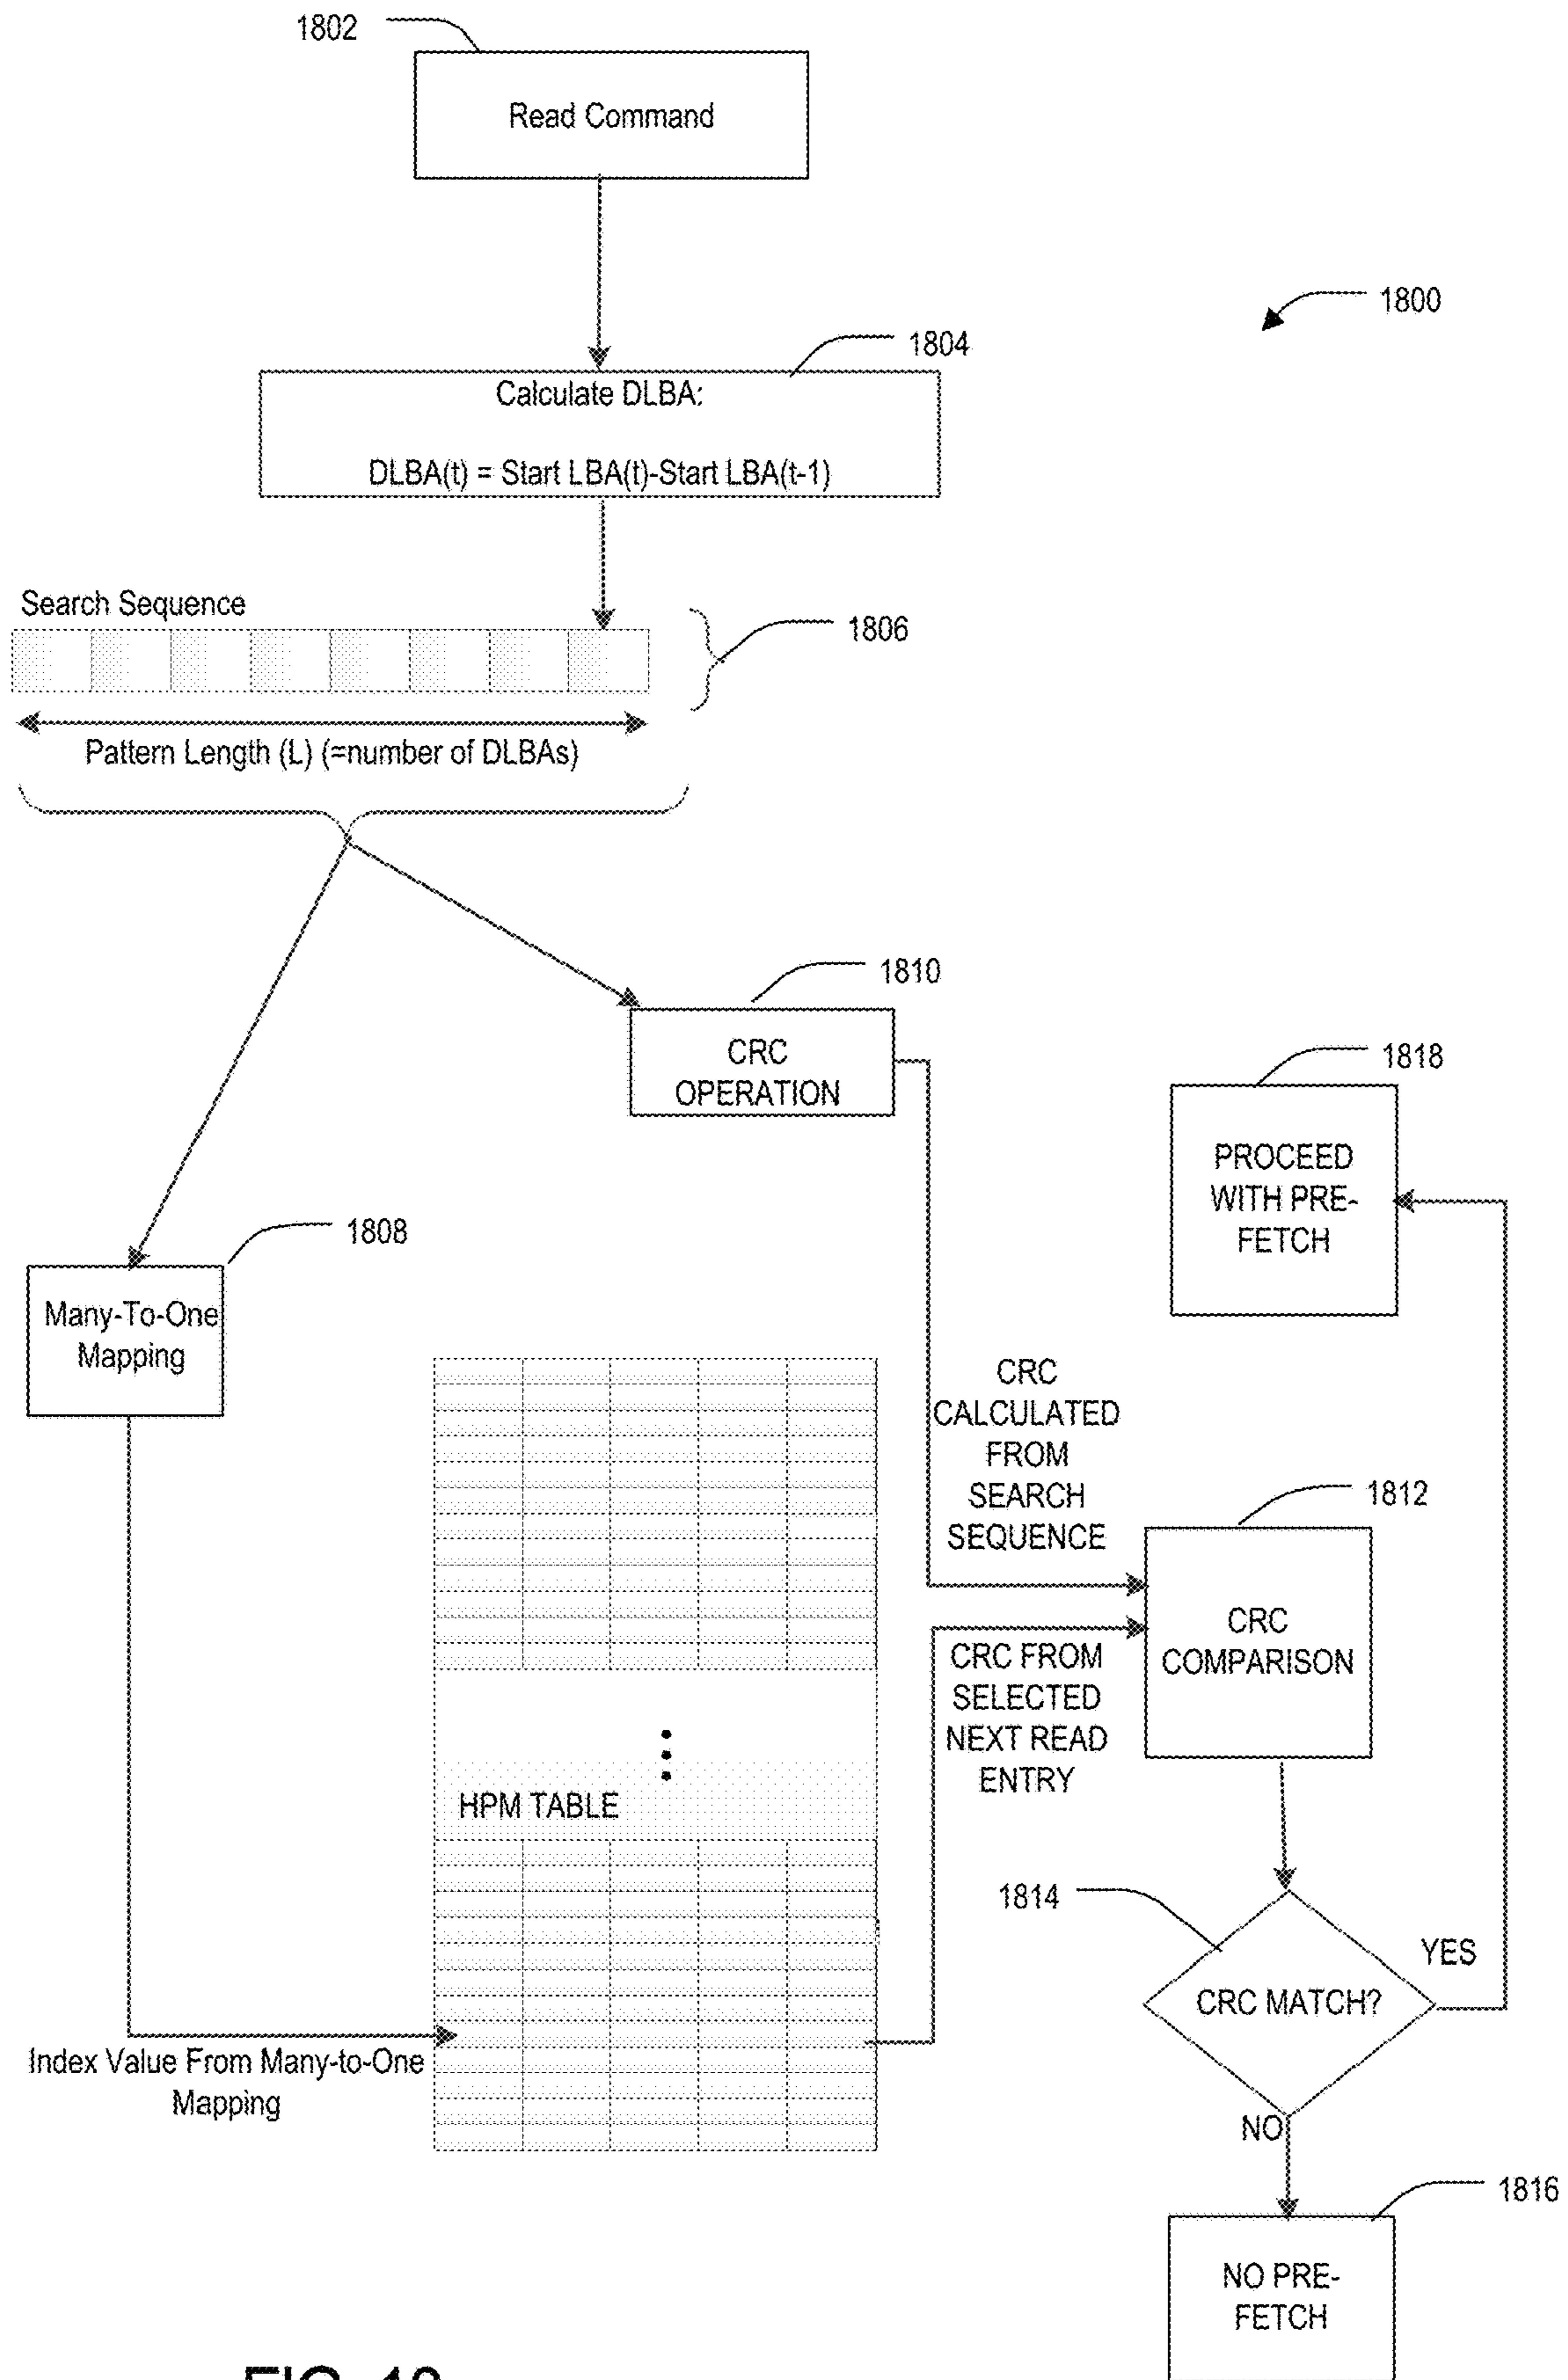 1802
Read Command
1800
1804
Calculate DLBA:
DLBA(t) = Start LBA(t)-Start LBA(t-1)
Search Sequence
1806
Pattern Length (L) (=number of DLBAs)
1810
CRC
OPERATION
1818
PROCEED
WITH PRE-
FETCH
1808
Many-To-One
Mapping
CRC
CALCULATED
FROM
SEARCH
SEQUENCE
1812
CRC
COMPARISON
CRC FROM
SELECTED
NEXT READ
ENTRY
HPM TABLE
1814
YES
CRC MATCH?
Index Value From Many-to-One
Mapping
NO
1816
NO PRE-
FETCH